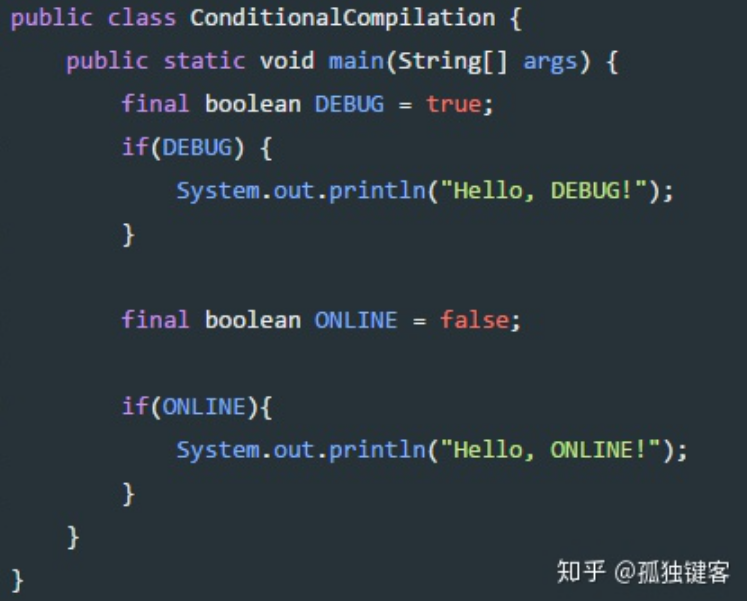 public class ConditionalCompilation {
    public static void main(String[] args) {
        final boolean DEBUG = true;
        if(DEBUG) {
            System.out.println("Hello, DEBUG!");
        }

        final boolean ONLINE = false;

        if(ONLINE){
            System.out.println("Hello, ONLINE!");
        }
    }
}
知乎 @孤独键客